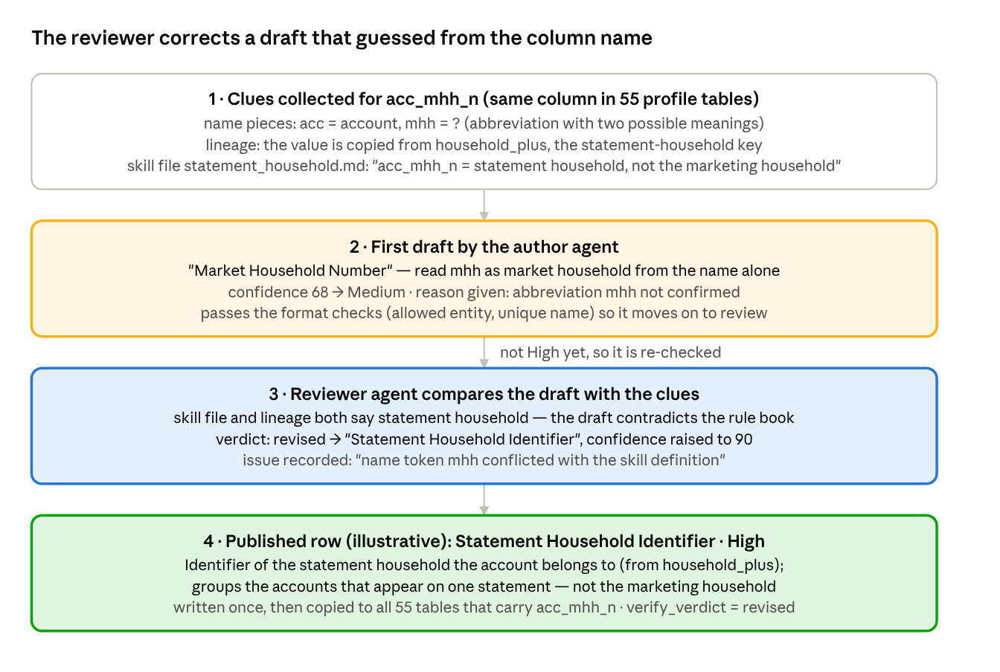 The reviewer corrects a draft that guessed from the column name
1 · Clues collected for acc_mhh_n (same column in 55 profile tables)
name pieces: acc = account, mhh = ? (abbreviation with two possible meanings)
lineage: the value is copied from household_plus, the statement-household key
skill file statement_household.md: "acc_mhh_n = statement household, not the marketing household"
2 · First draft by the author agent
"Market Household Number" — read mhh as market household from the name alone
confidence 68 → Medium · reason given: abbreviation mhh not confirmed
passes the format checks (allowed entity, unique name) so it moves on to review
not High yet, so it is re-checked
3 · Reviewer agent compares the draft with the clues
skill file and lineage both say statement household — the draft contradicts the rule book
verdict: revised → "Statement Household Identifier", confidence raised to 90
issue recorded: "name token mhh conflicted with the skill definition"
4 · Published row (illustrative): Statement Household Identifier · High
Identifier of the statement household the account belongs to (from household_plus);
groups the accounts that appear on one statement — not the marketing household
written once, then copied to all 55 tables that carry acc_mhh_n · verify_verdict = revised